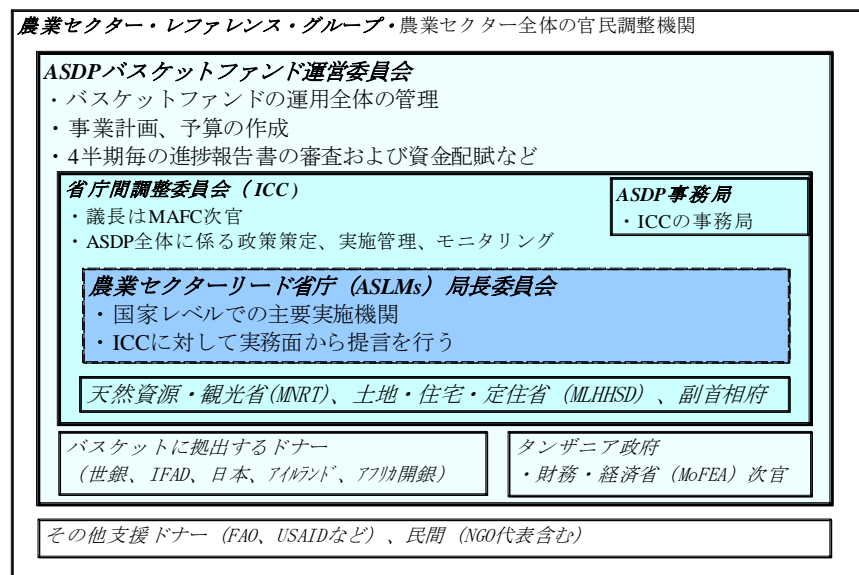 農業セクター・レファレンス・グループ・農業セクター全体の官民調整機関
ASDPバスケットファンド運営委員会
・バスケットファンドの運用全体の管理
・事業計画、予算の作成
・4半期毎の進捗報告書の審査および資金配賦など
省庁間調整委員会（ICC）
・議長はMAFC次官
・ASDP全体に係る政策策定、実施管理、モニタリング
ASDP事務局
・ICCの事務局
農業セクターリード省庁（ASLMs）局長委員会
・国家レベルでの主要実施機関
・ICCに対して実務面から提言を行う
天然資源・観光省(MNRT)、土地・住宅・定住省（MLHHSD）、副首相府
バスケットに拠出するドナー
（世銀、IFAD、日本、ｱｲﾙﾗﾝﾄﾞ、ｱﾌﾘｶ開銀）
タンザニア政府
・財務・経済省（MoFEA）次官
その他支援ドナー（FAO、USAIDなど）、民間（NGO代表含む）